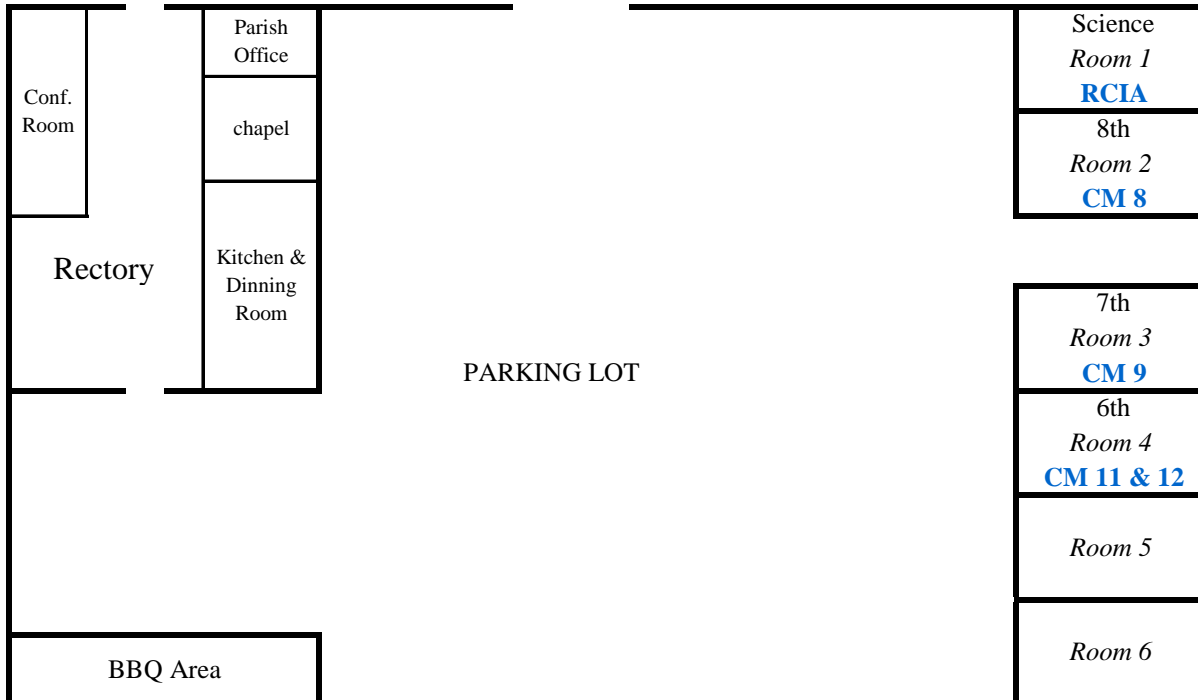 Conf.
Room
Rectory
Parish
Office
chapel
Kitchen &
Dinning
Room
PARKING LOT
BBQ Area
Science
Room 1
RCIA
8th
Room 2
CM 8
7th
Room 3
CM 9
6th
Room 4
CM 11 & 12
Room 5
Room 6